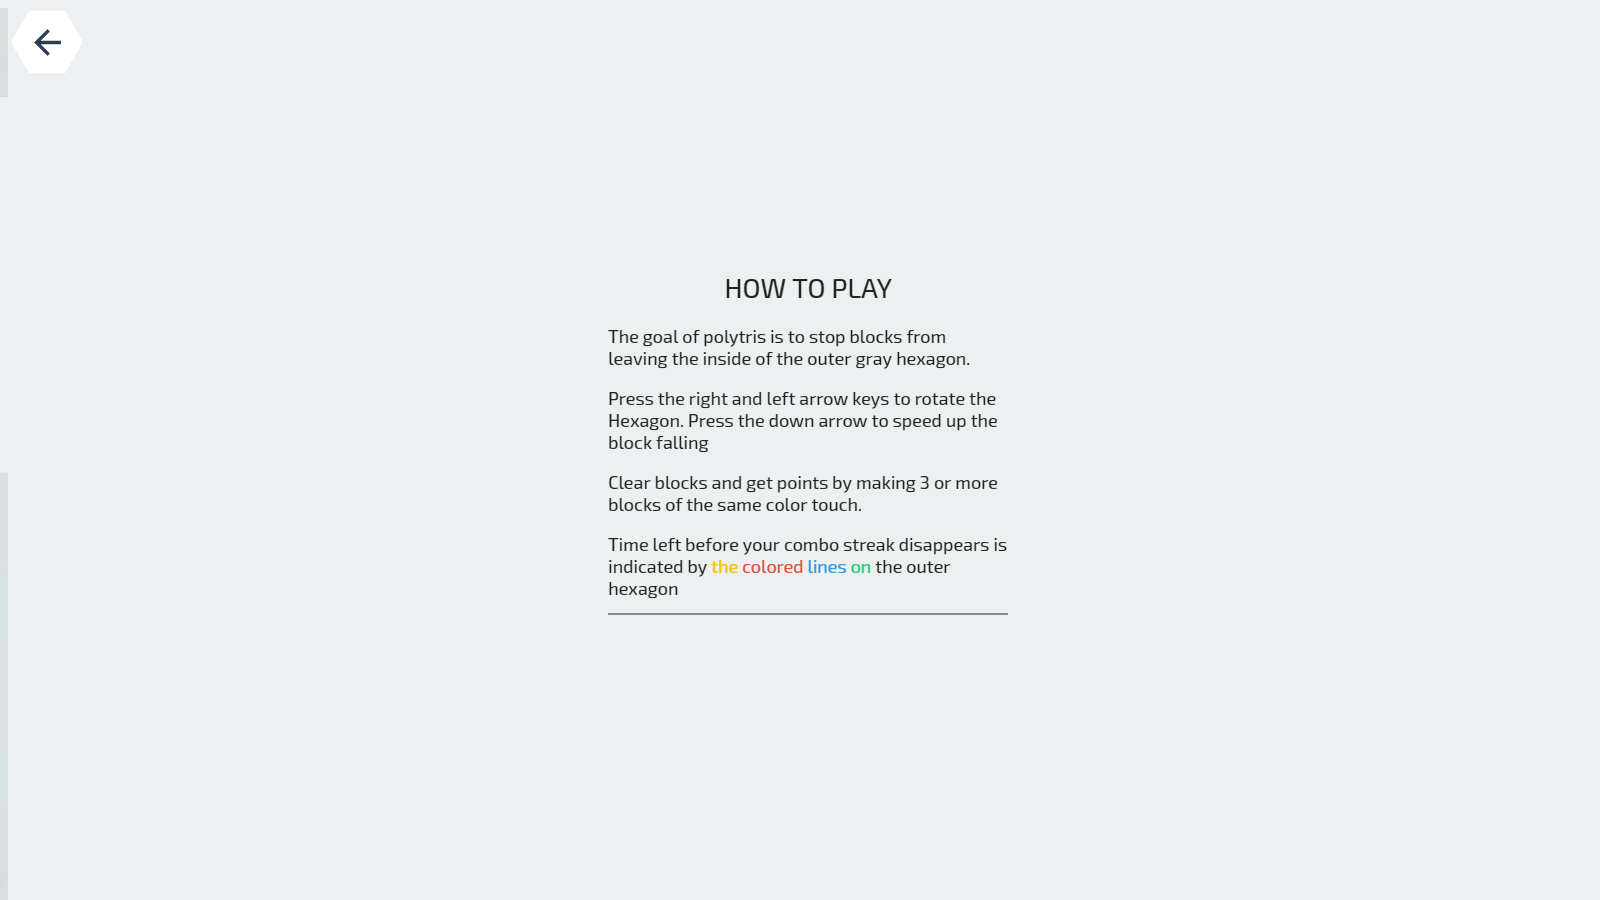 HOW TO PLAY
The goal of polytris is to stop blocks from
leaving the inside of the outer gray hexagon.
Press the right and left arrow keys to rotate the
Hexagon. Press the down arrow to speed up the
block falling
Clear blocks and get points by making 3 or more
blocks of the same color touch.
Time left before your combo streak disappears is
indicated by the colored lines on the outer
hexagon